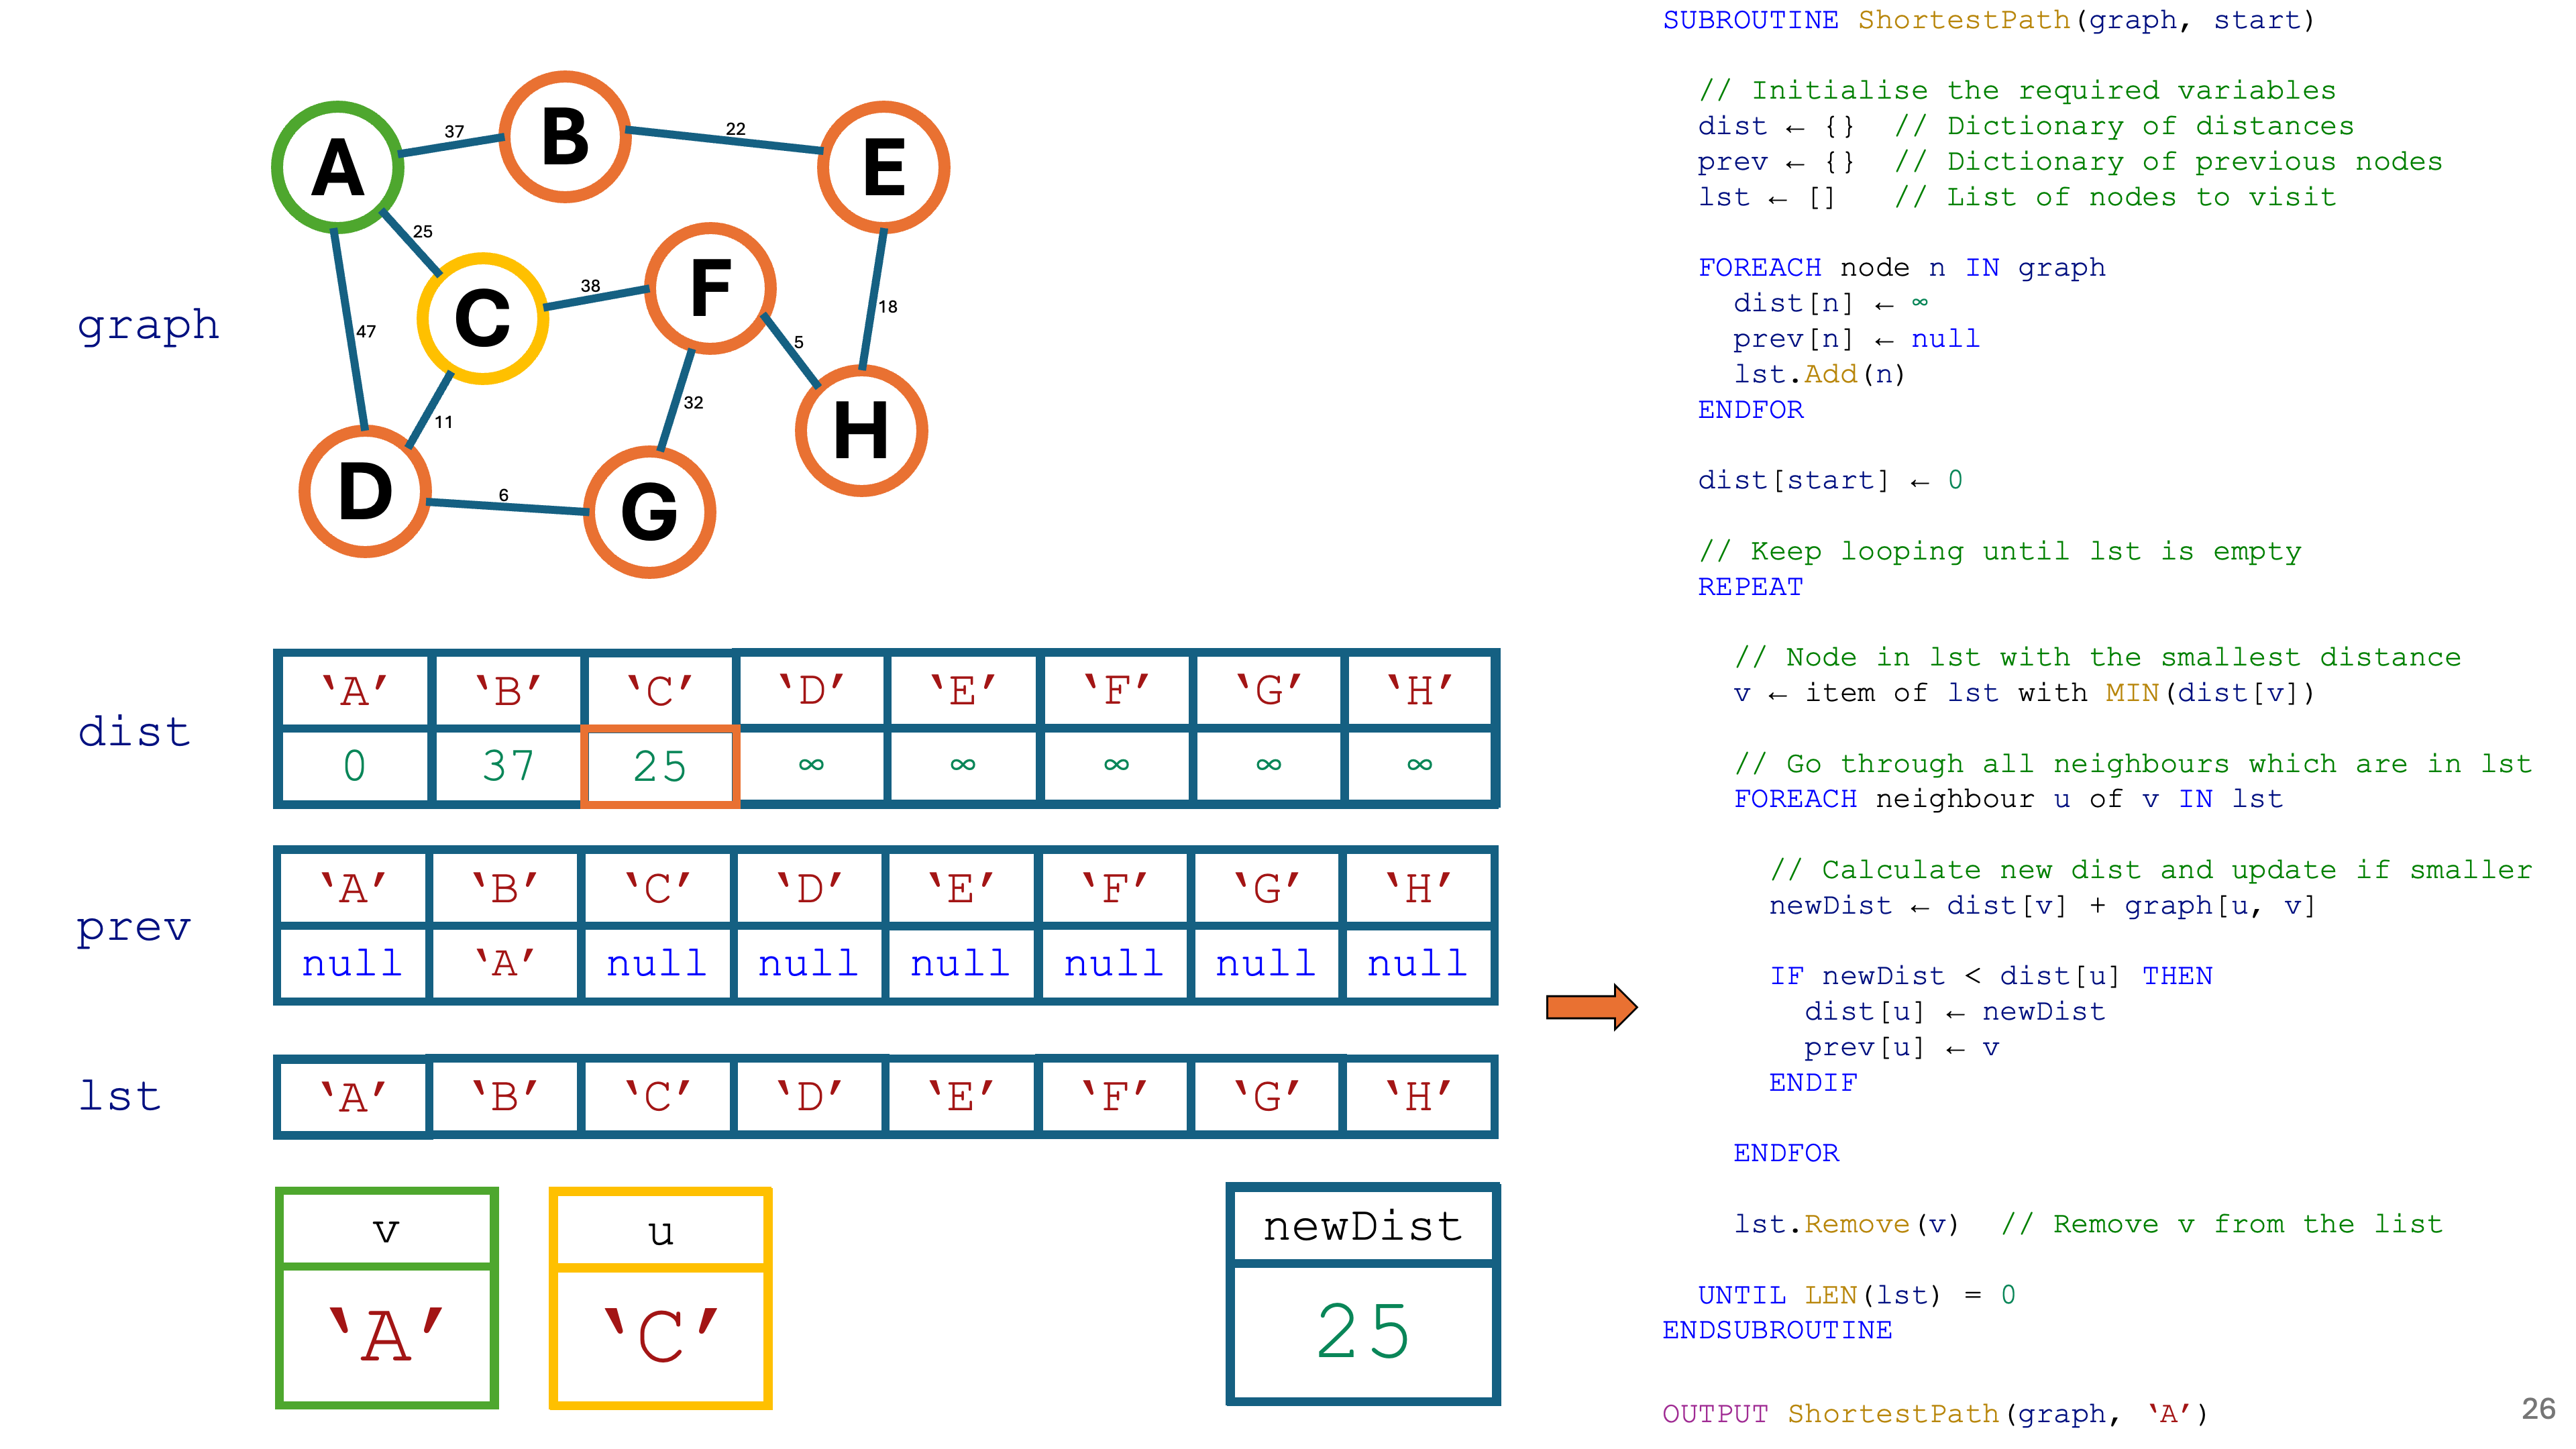 graph
A
B
C
D
E
F
G
H
37
22
25
38
47
18
5
11
32
6
dist
‘A’ ‘B’ ‘C’ ‘D’ ‘E’ ‘F’ ‘G’ ‘H’
0 37 25 ∞ ∞ ∞ ∞ ∞
prev
‘A’ ‘B’ ‘C’ ‘D’ ‘E’ ‘F’ ‘G’ ‘H’
null ‘A’ null null null null null null
lst
‘A’ ‘B’ ‘C’ ‘D’ ‘E’ ‘F’ ‘G’ ‘H’
v
‘A’
u
‘C’
newDist
25
SUBROUTINE ShortestPath(graph, start)
// Initialise the required variables
dist ← {} // Dictionary of distances
prev ← {} // Dictionary of previous nodes
lst ← [] // List of nodes to visit
FOREACH node n IN graph
dist[n] ← ∞
prev[n] ← null
lst.Add(n)
ENDFOR
dist[start] ← 0
// Keep looping until lst is empty
REPEAT
// Node in lst with the smallest distance
v ← item of lst with MIN(dist[v])
// Go through all neighbours which are in lst
FOREACH neighbour u of v IN lst
// Calculate new dist and update if smaller
newDist ← dist[v] + graph[u, v]
IF newDist < dist[u] THEN
dist[u] ← newDist
prev[u] ← v
ENDIF
ENDFOR
lst.Remove(v) // Remove v from the list
UNTIL LEN(lst) = 0
ENDSUBROUTINE
OUTPUT ShortestPath(graph, ‘A’)
26